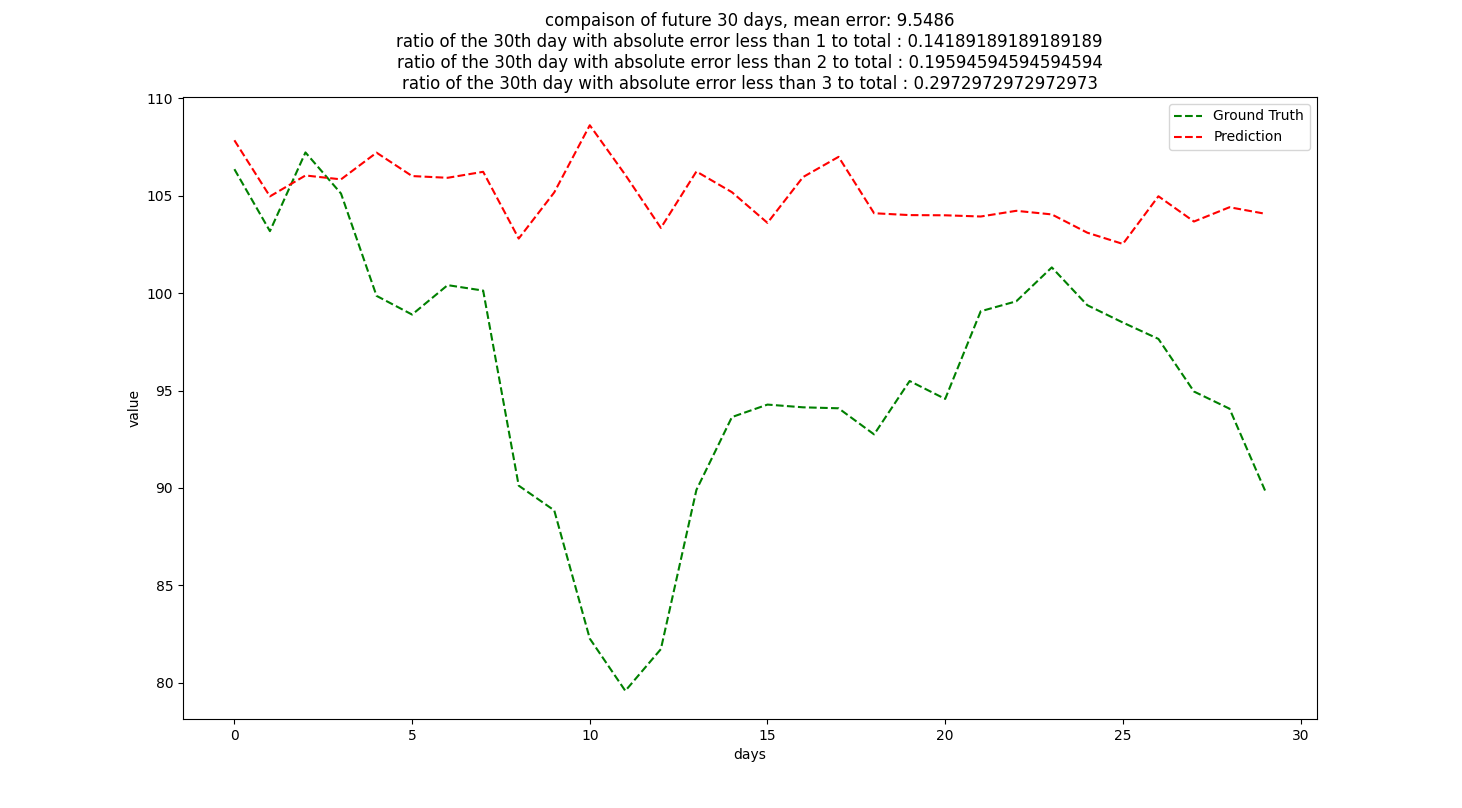 compaison of future 30 days, mean error: 9.5486
ratio of the 30th day with absolute error less than 1 to total : 0.14189189189189189
ratio of the 30th day with absolute error less than 2 to total : 0.19594594594594594
ratio of the 30th day with absolute error less than 3 to total : 0.2972972972972973
Ground Truth
Prediction
110
105
100
95
90
85
80
value
0 5 10 15 20 25 30
days